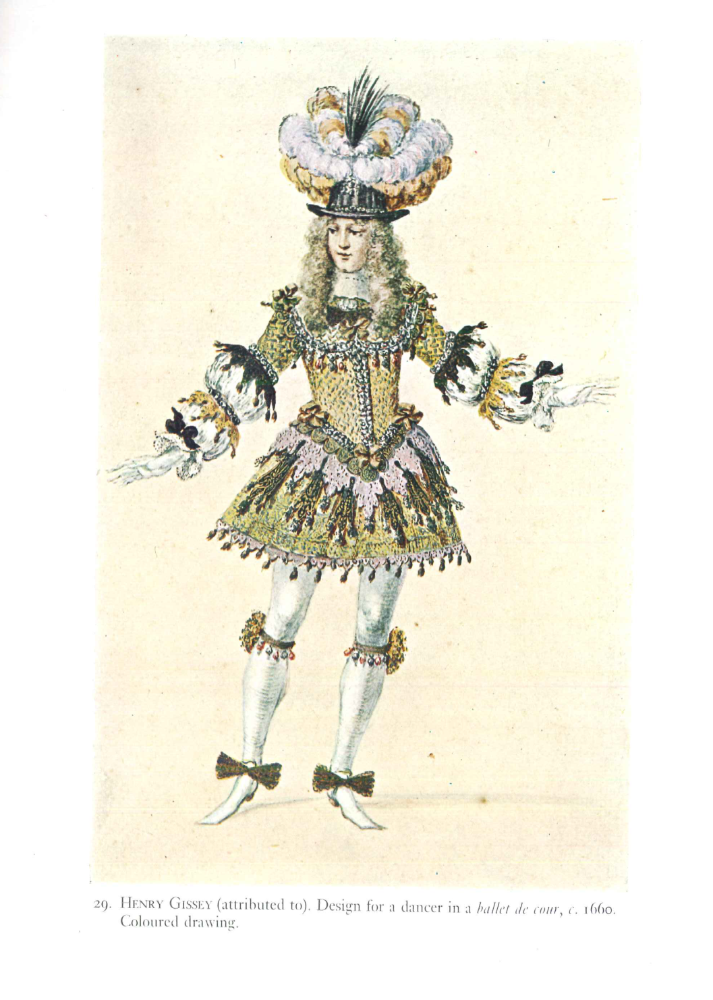 29. HENRY GISSEY (attributed to). Design for a dancer in a ballet de cour, c. 1660.
Coloured drawing.